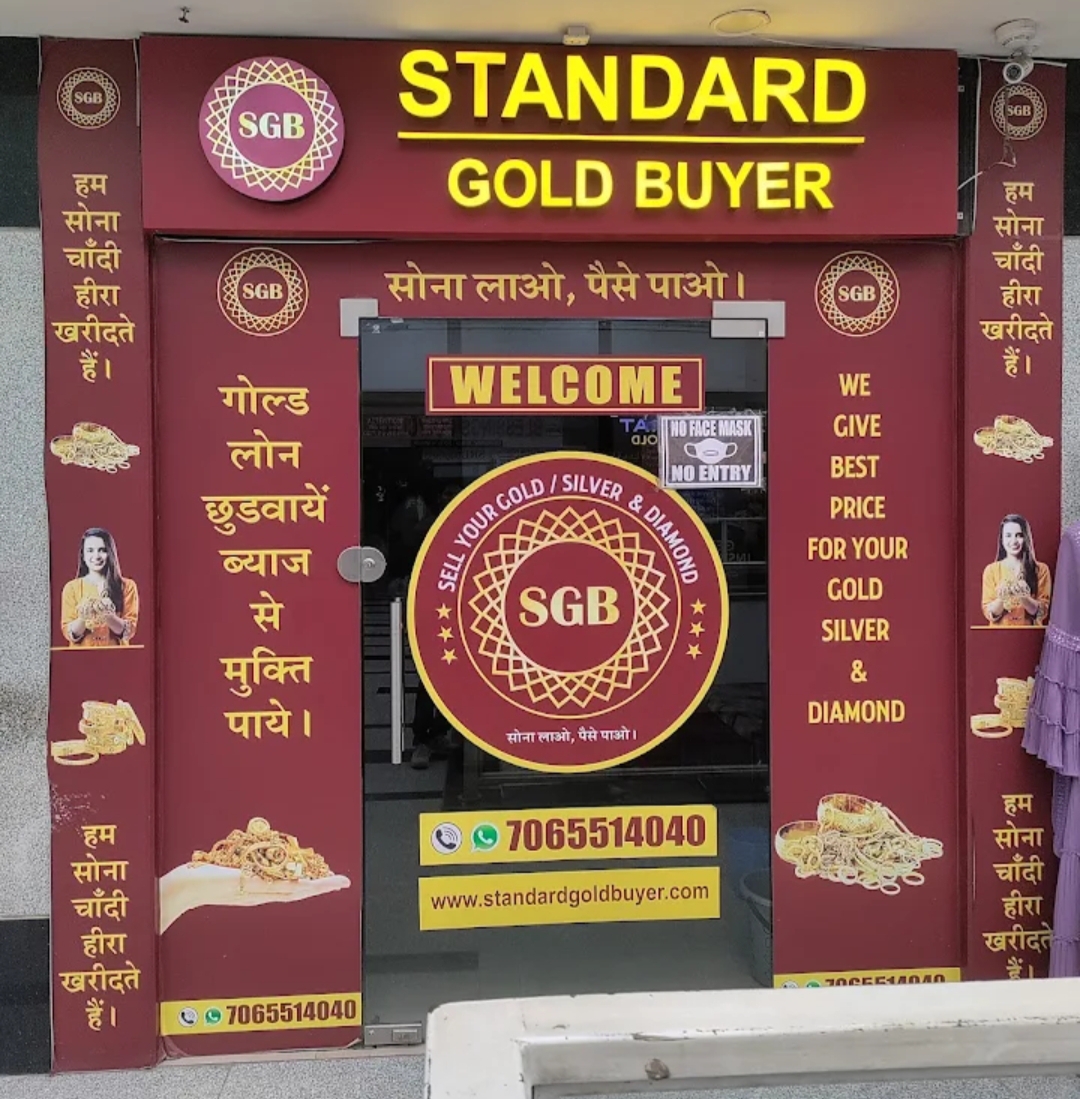 STANDARD
GOLD BUYER
SGB
SGB
हम
सोना
चाँदी
हीरा
खरीदते
हैं।
हम
सोना
चाँदी
हीरा
खरीदते
हैं।
SGB
सोना लाओ, पैसे पाओ।
गोल्ड
लोन
छुडवायें
ब्याज
से
मुक्ति
पाये।
7065514040
WELCOME
NO FACE MASK
NO ENTRY
SELL YOUR GOLD / SILVER & DIAMOND
SGB
सोना लाओ, पैसे पाओ।
7065514040
www.standardgoldbuyer.com
SGB
WE
GIVE
BEST
PRICE
FOR YOUR
GOLD
SILVER
&
DIAMOND
7065514040
SGB
हम
सोना
चाँदी
हीरा
खरीदते
हैं।
हम
सोना
चाँदी
हीरा
खरीदते
हैं।